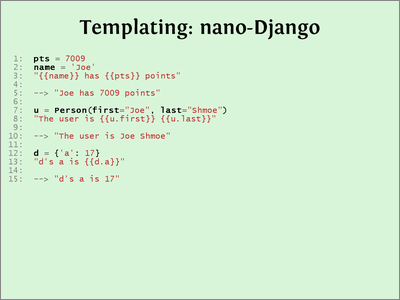 Templating: nano-Django
1: pts = 7009
2: name = 'Joe'
3: "{{name}} has {{pts}} points"
4:
5: --> "Joe has 7009 points"
6:
7: u = Person(first="Joe", last="Shmoe")
8: "The user is {{u.first}} {{u.last}}"
9:
10: --> "The user is Joe Shmoe"
11:
12: d = {'a': 17}
13: "d's a is {{d.a}}"
14:
15: --> "d's a is 17"